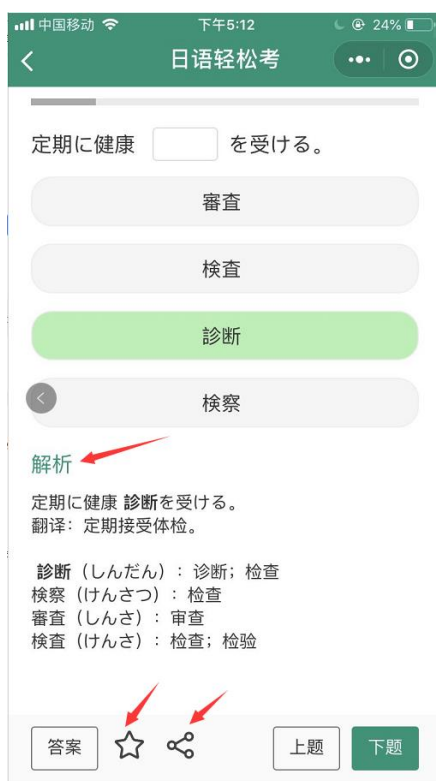 中国移动 下午5:12 24%
日语轻松考
定期に健康 を受ける。
審査
検査
診断
検察
解析
定期に健康 診断を受ける。
翻译：定期接受体检。
診断（しんだん）：诊断；检查
検察（けんさつ）：检查
審査（しんさ）：审查
検査（けんさ）：检查；检验
答案 上题 下题